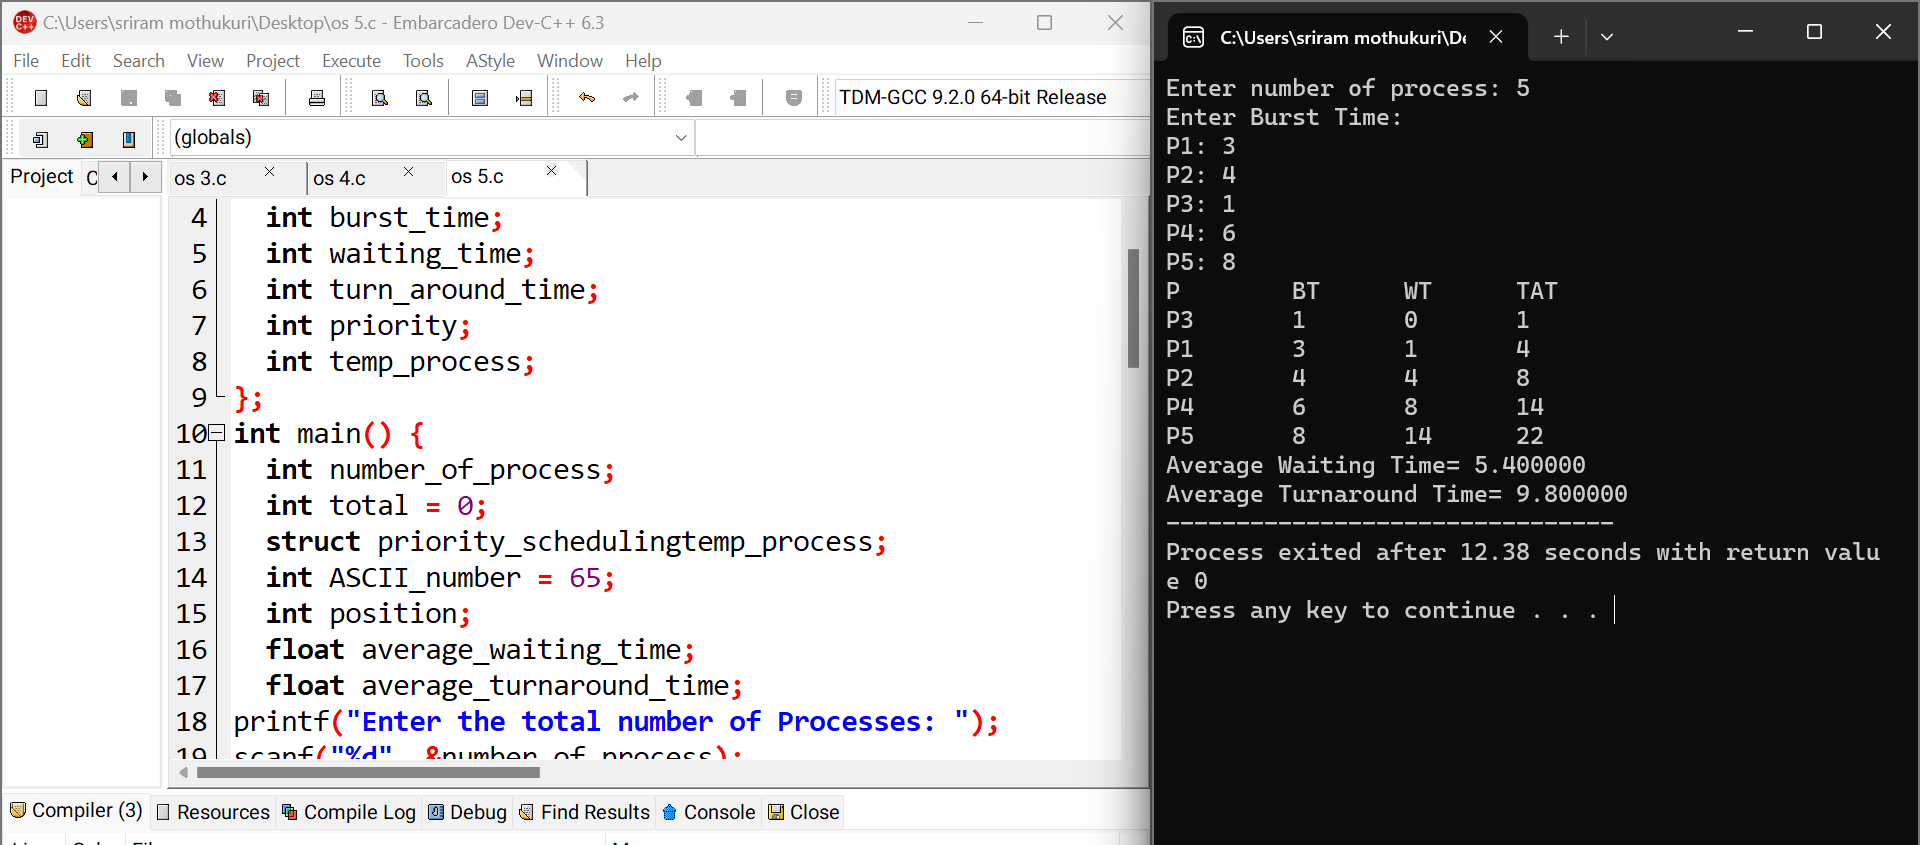 C:\Users\sriram mothukuri\Desktop\os 5.c - Embarcadero Dev-C++ 6.3
File Edit Search View Project Execute Tools AStyle Window Help
TDM-GCC 9.2.0 64-bit Release
(globals)
Project
os 3.c
os 4.c
os 5.c
4 int burst_time;
5 int waiting_time;
6 int turn_around_time;
7 int priority;
8 int temp_process;
9 };
10 int main() {
11 int number_of_process;
12 int total = 0;
13 struct priority_schedulingtemp_process;
14 int ASCII_number = 65;
15 int position;
16 float average_waiting_time;
17 float average_turnaround_time;
18 printf("Enter the total number of Processes: ");
19 scanf("%d", &number_of_process);
Compiler (3) Resources Compile Log Debug Find Results Console Close
C:\Users\sriram mothukuri\De
Enter number of process: 5
Enter Burst Time:
P1: 3
P2: 4
P3: 1
P4: 6
P5: 8
P BT WT TAT
P3 1 0 1
P1 3 1 4
P2 4 4 8
P4 6 8 14
P5 8 14 22
Average Waiting Time= 5.400000
Average Turnaround Time= 9.800000
--------------------------------
Process exited after 12.38 seconds with return valu
e 0
Press any key to continue . . .